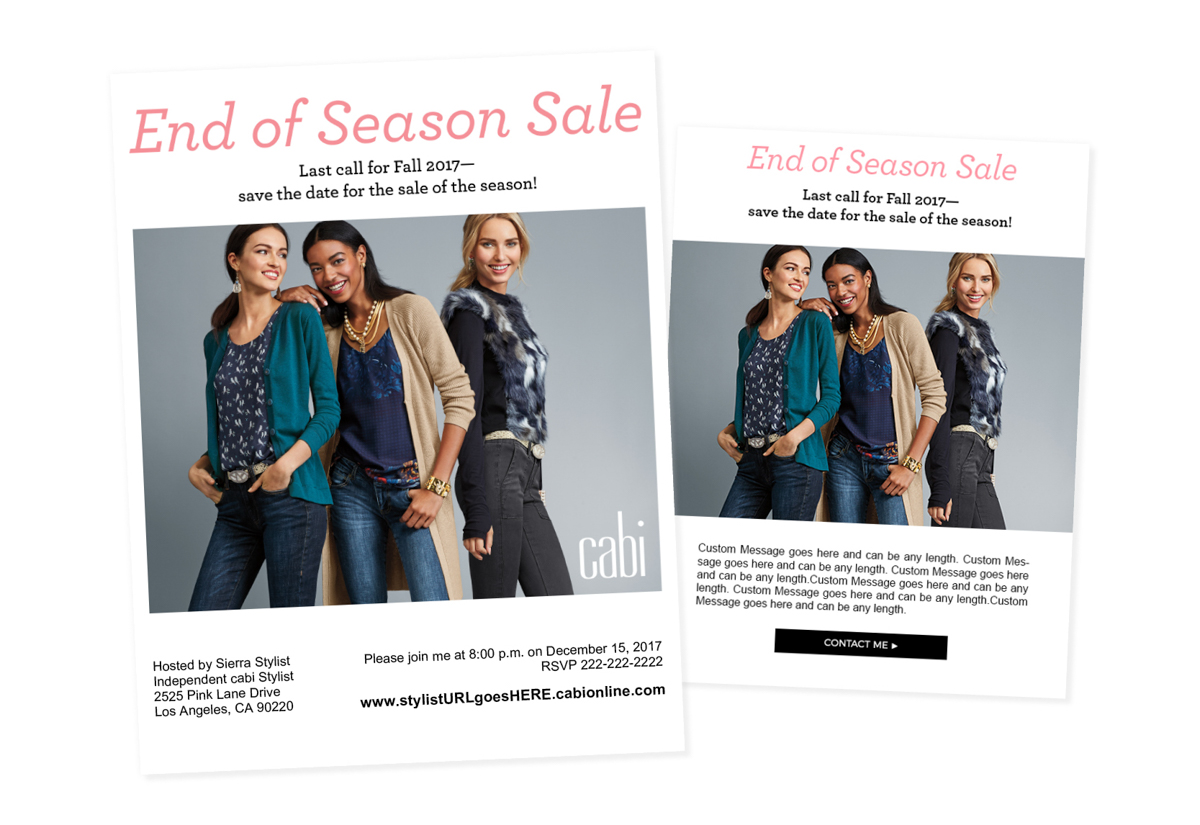 End of Season Sale
Last call for Fall 2017—
save the date for the sale of the season!
cabi
Hosted by Sierra Stylist
Independent cabi Stylist
2525 Pink Lane Drive
Los Angeles, CA 90220
Please join me at 8:00 p.m. on December 15, 2017
RSVP 222-222-2222
www.stylistURLgoesHERE.cabionline.com
End of Season Sale
Last call for Fall 2017—
save the date for the sale of the season!
Custom Message goes here and can be any length. Custom Mes-
sage goes here and can be any length. Custom Message goes here
and can be any length.Custom Message goes here and can be any
length. Custom Message goes here and can be any length.Custom
Message goes here and can be any length.
CONTACT ME ▶